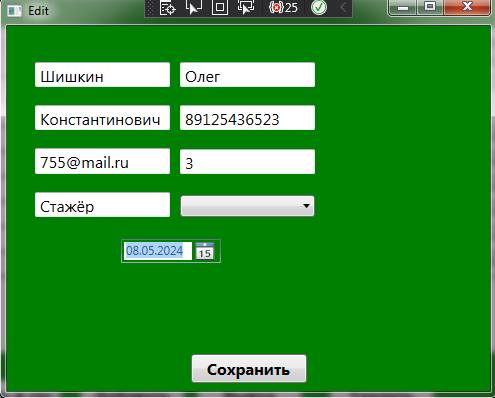 Edit
25
Шишкин Олег
Константинович 89125436523
755@mail.ru 3
Стажёр
08.05.2024 15
Сохранить